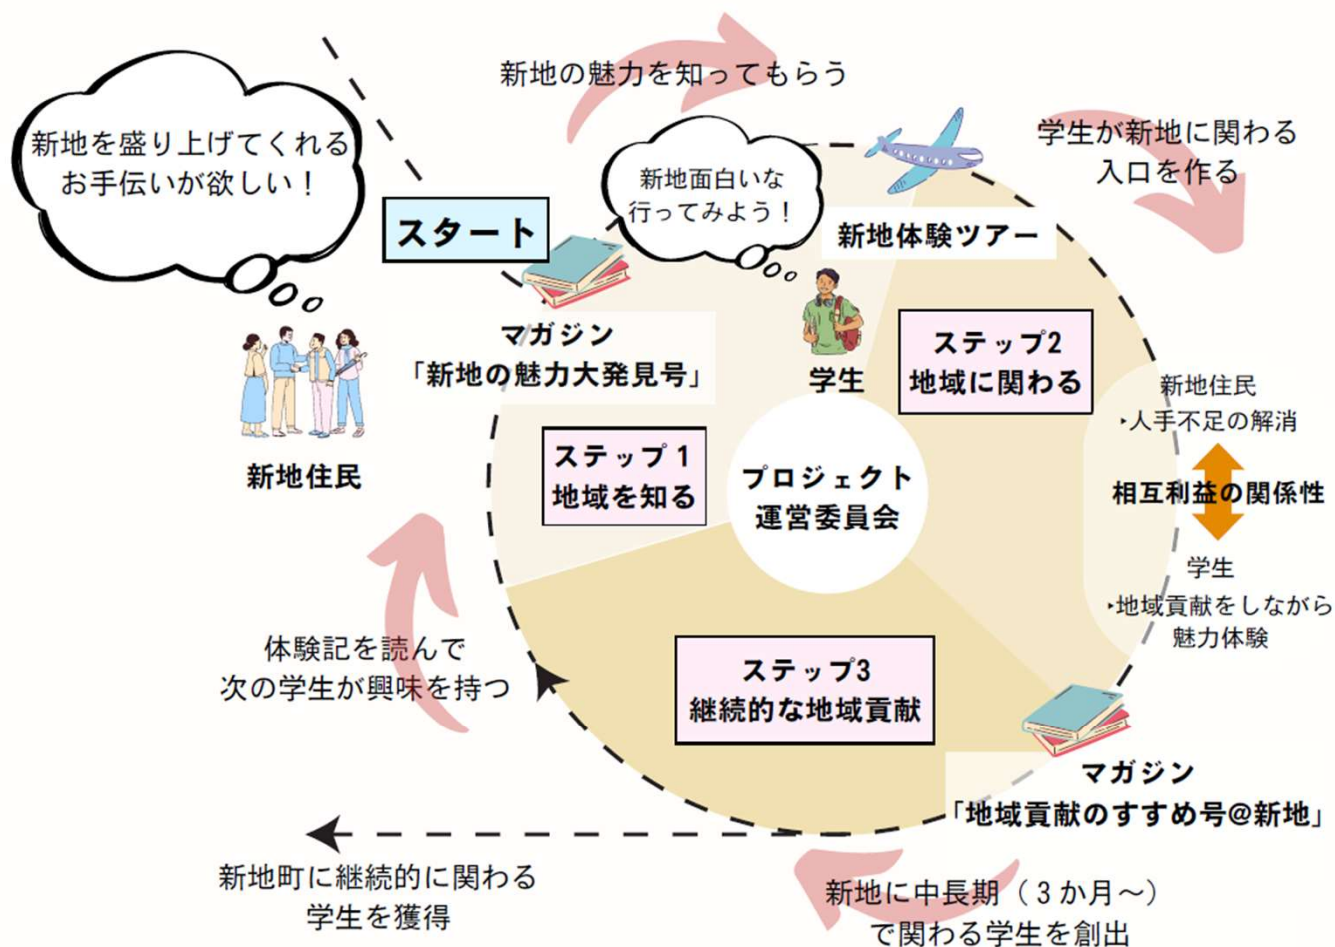 新地の魅力を知ってもらう
新地を盛り上げてくれる
お手伝いが欲しい！
スタート
新地面白いな
行ってみよう！
学生が新地に関わる
入口を作る
新地体験ツアー
マガジン
「新地の魅力大発見号」
学生
ステップ2
地域に関わる
新地住民
ステップ1
地域を知る
プロジェクト
運営委員会
新地住民
▸人手不足の解消
相互利益の関係性
学生
▸地域貢献をしながら
魅力体験
体験記を読んで
次の学生が興味を持つ
ステップ3
継続的な地域貢献
マガジン
「地域貢献のすすめ号@新地」
新地町に継続的に関わる
学生を獲得
新地に中長期（3か月〜）
で関わる学生を創出